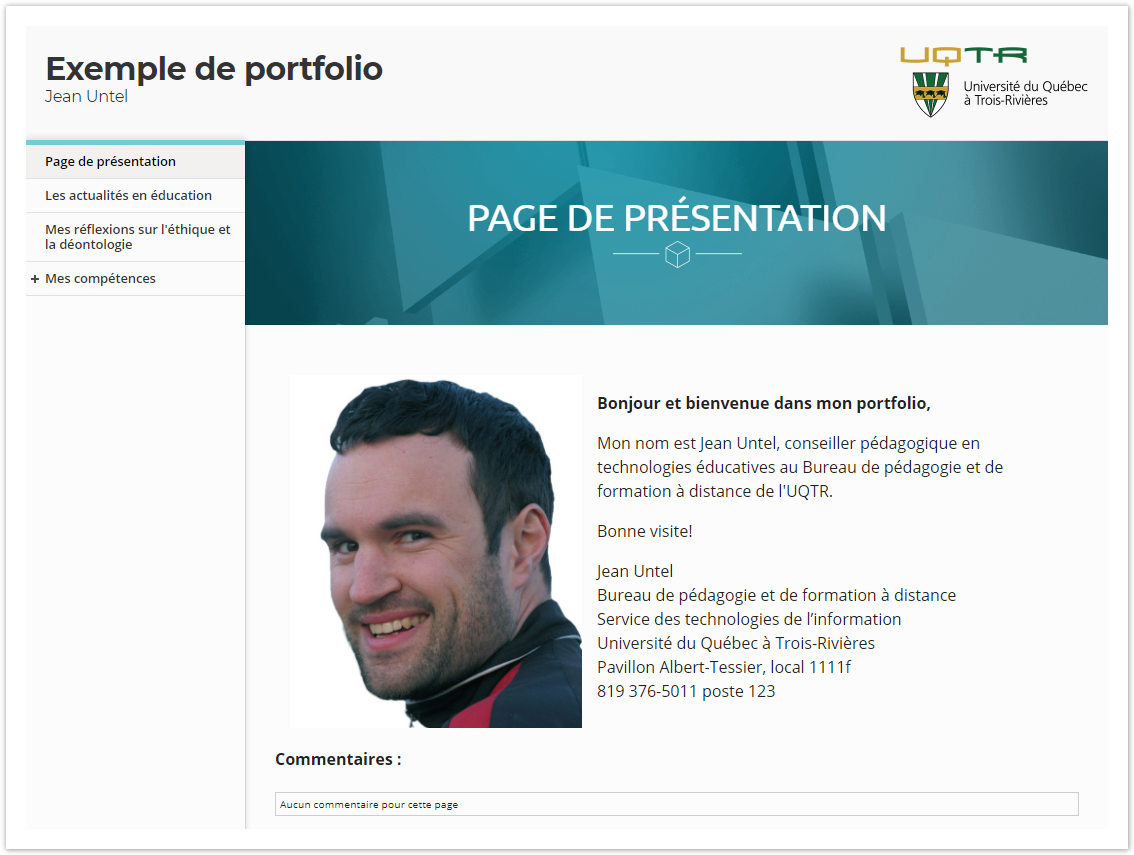 Exemple de portfolio
Jean Untel
UQTR
Université du Québec
à Trois-Rivières
Page de présentation
Les actualités en éducation
Mes réflexions sur l'éthique et
la déontologie
+ Mes compétences
PAGE DE PRÉSENTATION
Bonjour et bienvenue dans mon portfolio,
Mon nom est Jean Untel, conseiller pédagogique en
technologies éducatives au Bureau de pédagogie et de
formation à distance de l'UQTR.
Bonne visite!
Jean Untel
Bureau de pédagogie et de formation à distance
Service des technologies de l’information
Université du Québec à Trois-Rivières
Pavillon Albert-Tessier, local 1111f
819 376-5011 poste 123
Commentaires :
Aucun commentaire pour cette page